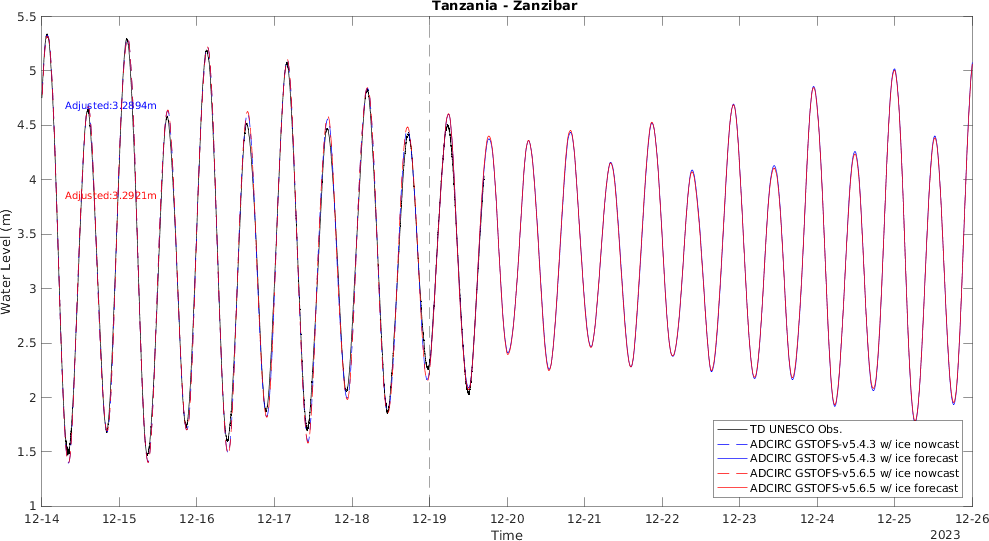 Tanzania - Zanzibar
5.5
5
4.5
4
3.5
3
2.5
2
1.5
1
Water Level (m)
Adjusted:3.2894m
Adjusted:3.2921m
TD UNESCO Obs.
ADCIRC GSTOFS-v5.4.3 w/ ice nowcast
ADCIRC GSTOFS-v5.4.3 w/ ice forecast
ADCIRC GSTOFS-v5.6.5 w/ ice nowcast
ADCIRC GSTOFS-v5.6.5 w/ ice forecast
12-14 12-15 12-16 12-17 12-18 12-19 12-20 12-21 12-22 12-23 12-24 12-25 12-26
Time
2023